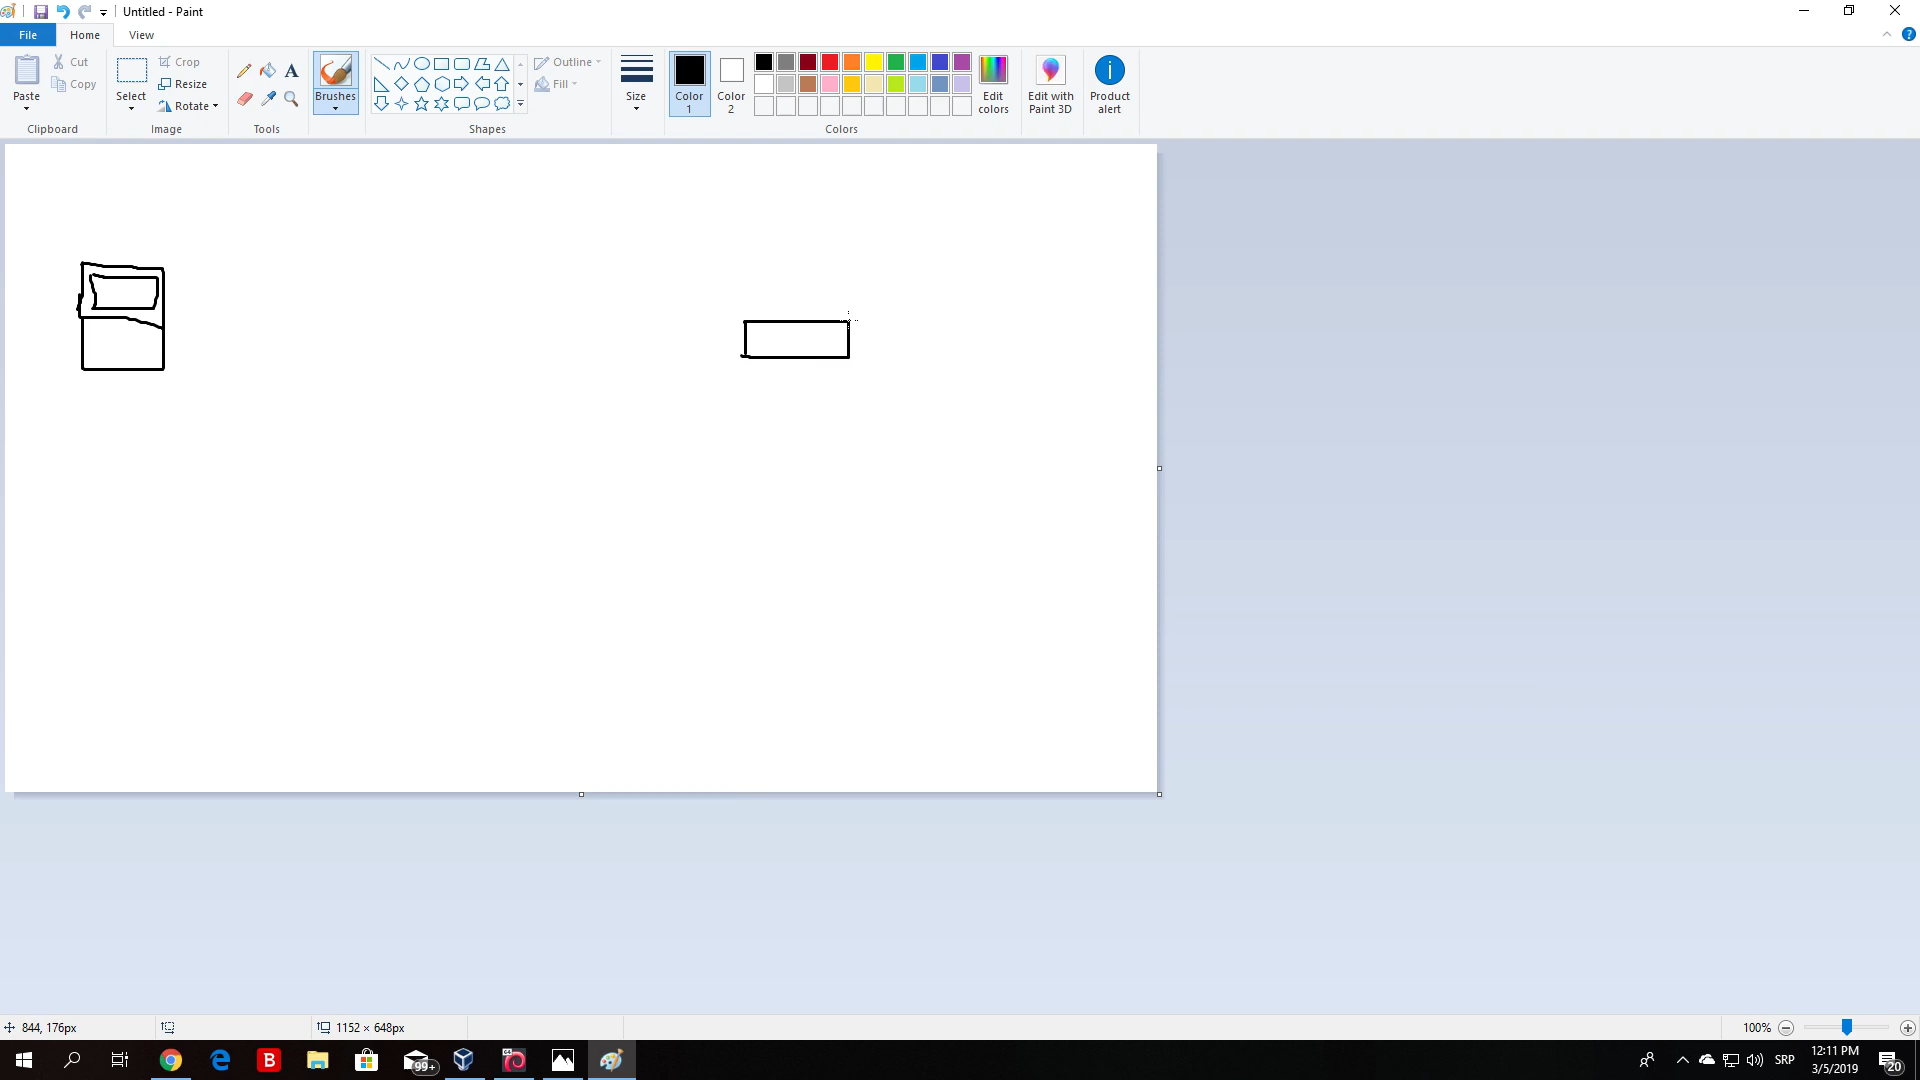 Untitled - Paint
File Home View
Paste
Cut
Copy
Clipboard
Select
Crop
Resize
Rotate
Image
A
Tools
Brushes
Outline
Fill
Shapes
Size
Color 1
Color 2
Edit colors
Colors
Edit with Paint 3D
Product alert
844, 176px
1152 × 648px
100%
B
99+
64
SRP
12:11 PM
3/5/2019
20